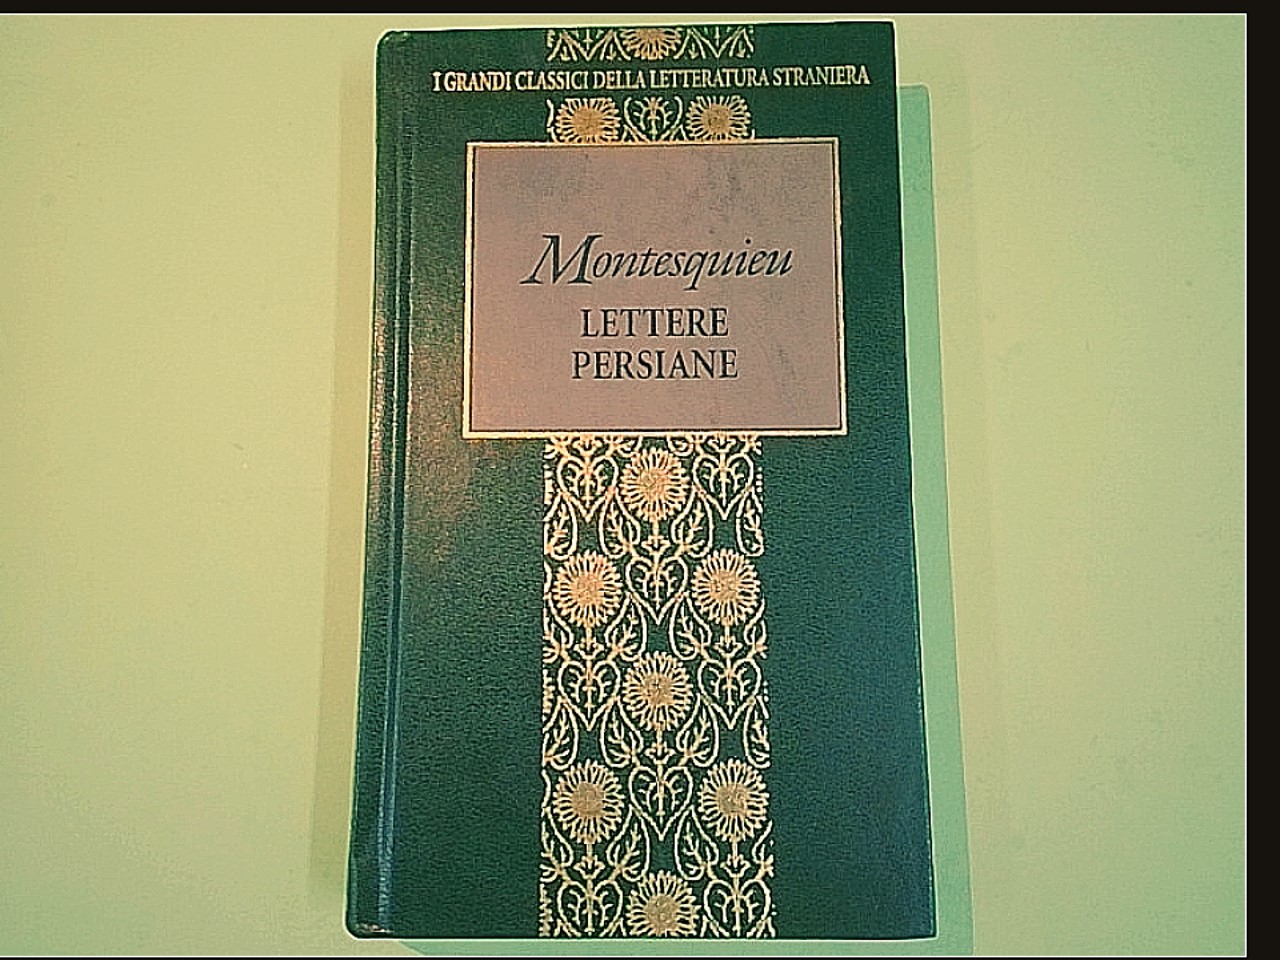 I GRANDI CLASSICI DELLA LETTERATURA STRANIERA
Montesquieu
LETTERE
PERSIANE